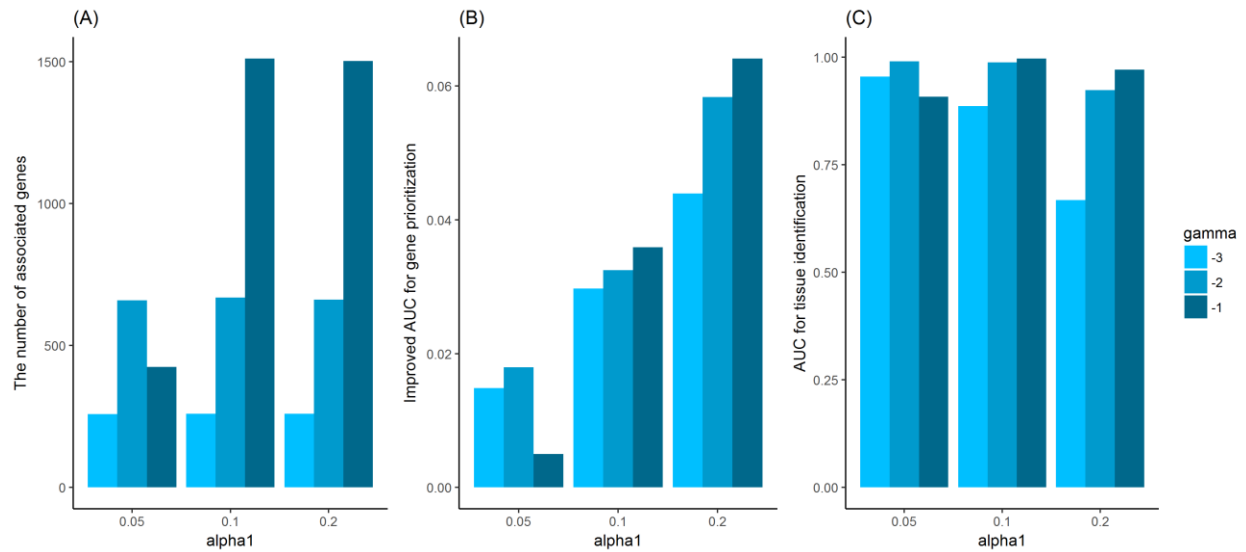 (A)
The number of associated genes
1500
1000
500
0
0.05 0.1 0.2
alpha1
(B)
Improved AUC for gene prioritization
0.06
0.04
0.02
0.00
0.05 0.1 0.2
alpha1
(C)
AUC for tissue identification
1.00
0.75
0.50
0.25
0.00
0.05 0.1 0.2
alpha1
gamma
-3
-2
-1